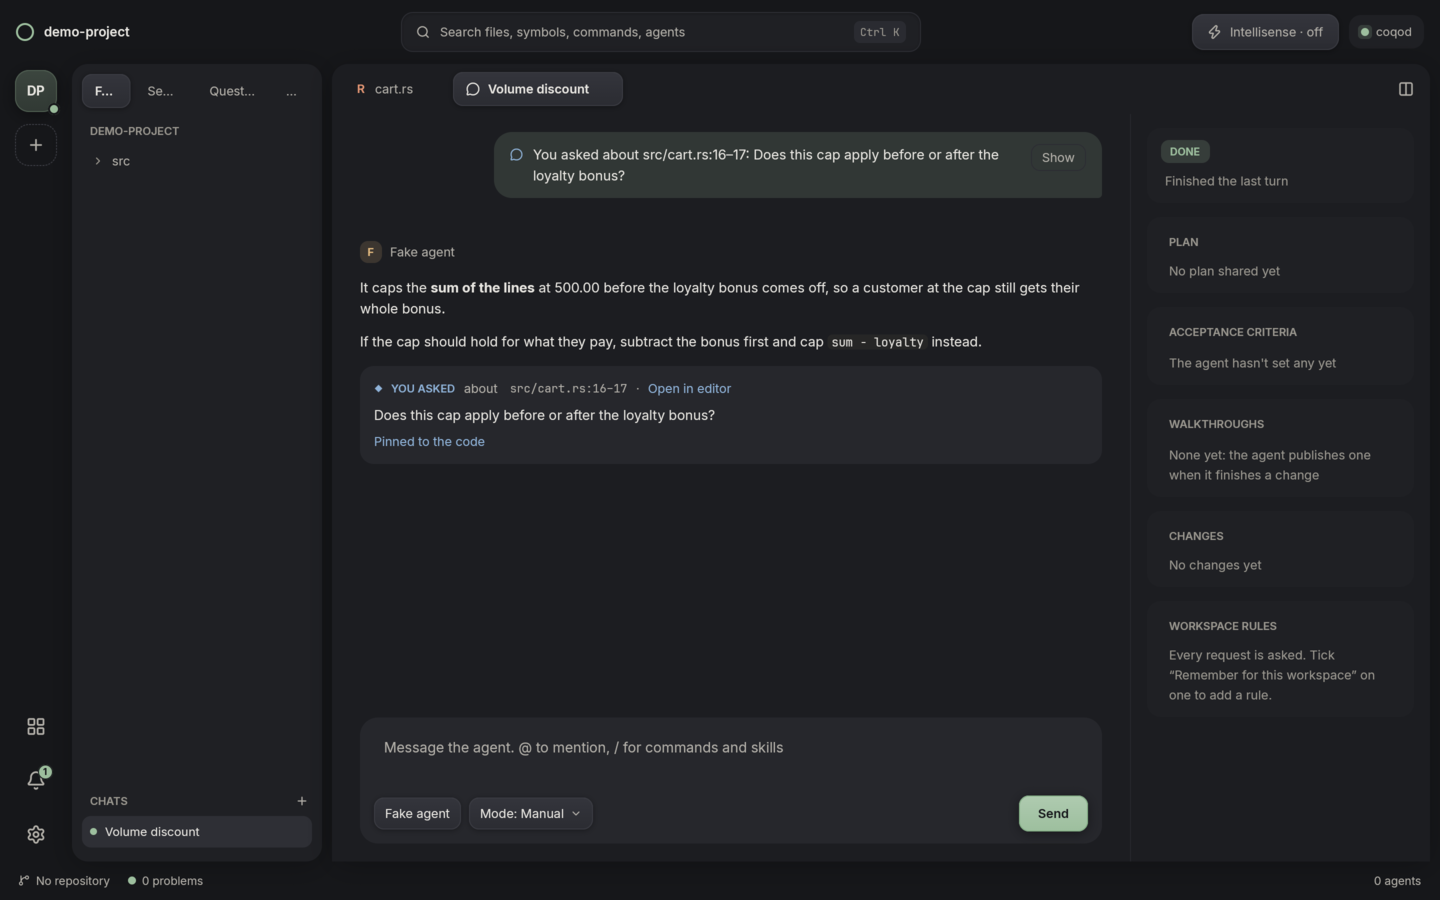 demo-project
Search files, symbols, commands, agents
Ctrl K
Intellisense · off
coqod
DP
F...
Se...
Quest...
...
R cart.rs
Volume discount
DEMO-PROJECT
src
You asked about src/cart.rs:16–17: Does this cap apply before or after the
loyalty bonus?
Show
F Fake agent
It caps the sum of the lines at 500.00 before the loyalty bonus comes off, so a customer at the cap still gets their
whole bonus.
If the cap should hold for what they pay, subtract the bonus first and cap sum - loyalty instead.
YOU ASKED about src/cart.rs:16–17 · Open in editor
Does this cap apply before or after the loyalty bonus?
Pinned to the code
DONE
Finished the last turn
PLAN
No plan shared yet
ACCEPTANCE CRITERIA
The agent hasn't set any yet
WALKTHROUGHS
None yet: the agent publishes one
when it finishes a change
CHANGES
No changes yet
WORKSPACE RULES
Every request is asked. Tick
“Remember for this workspace” on
one to add a rule.
Message the agent. @ to mention, / for commands and skills
Fake agent
Mode: Manual
Send
1
CHATS
Volume discount
No repository
0 problems
0 agents